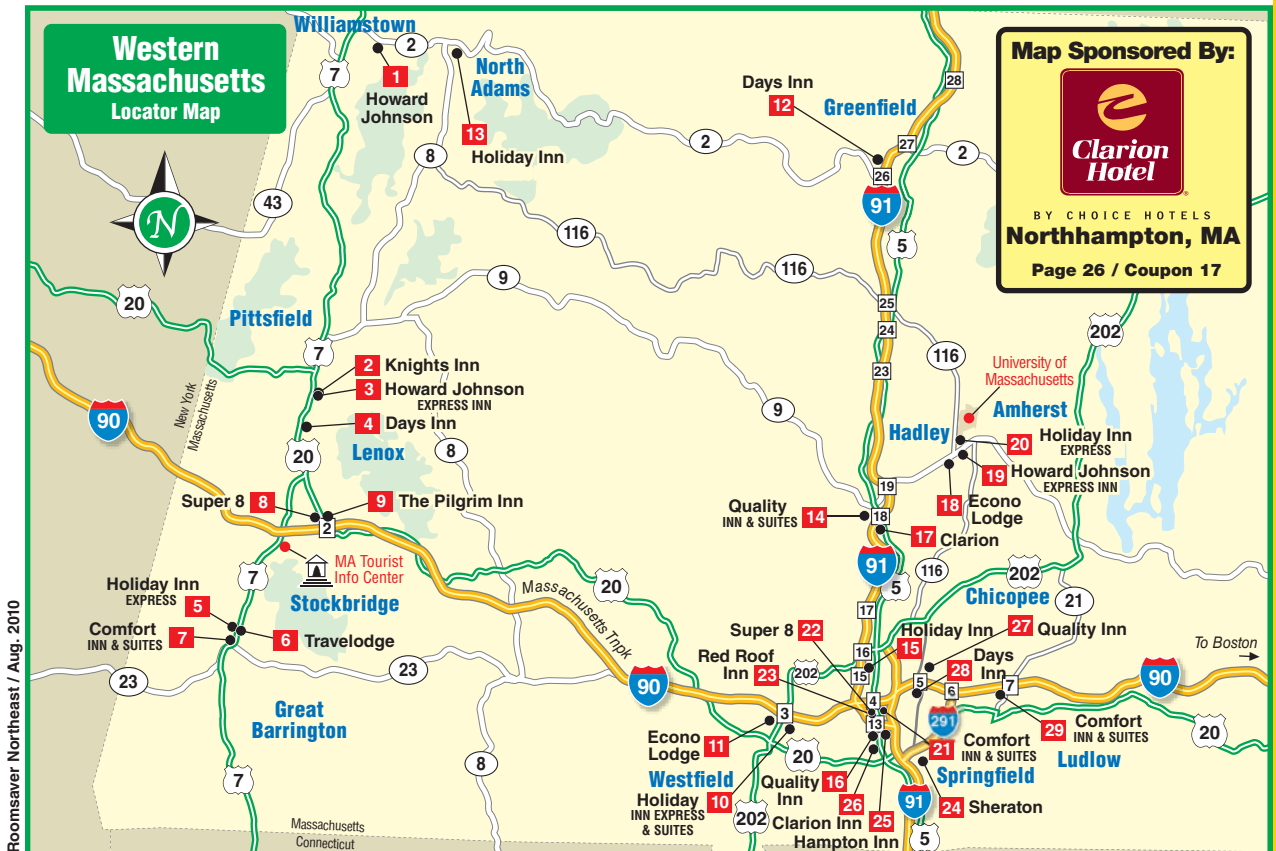 Western
Massachusetts
Locator Map
N
Map Sponsored By:
Clarion
Hotel
BY CHOICE HOTELS
Northhampton, MA
Page 26 / Coupon 17
Williamstown
2
7
1
Howard
Johnson
North
Adams
13
Holiday Inn
8
43
2
Days Inn
12
Greenfield
28
27
2
26
91
5
116
116
9
20
Pittsfield
7
25
24
23
202
116
University of
Massachusetts
Amherst
Hadley
New York
Massachusetts
90
2 Knights Inn
3 Howard Johnson
EXPRESS INN
4 Days Inn
20
Lenox
8
9
20 Holiday Inn
EXPRESS
19 Howard Johnson
EXPRESS INN
18 Econo
Lodge
19
Super 8 8
9 The Pilgrim Inn
2
Quality
INN & SUITES 14
18
17 Clarion
MA Tourist
Info Center
7
Stockbridge
91
5
116
202
Chicopee
21
20
Massachusetts Trnpk
17
Holiday Inn
EXPRESS
5
Comfort
INN & SUITES 7
6 Travelodge
Super 8 22
Holiday Inn
15
27 Quality Inn
Red Roof
Inn 23
16
15
202
28 Days
Inn
5
6
7
To Boston
23
23
90
90
Great
Barrington
3
4
13
291
Econo
Lodge 11
29 Comfort
INN & SUITES
Ludlow
20
21 Comfort
INN & SUITES
Springfield
20
Westfield
Holiday 10
INN EXPRESS
& SUITES
Quality 16
Inn
26
Clarion Inn
25
Hampton Inn
24 Sheraton
91
5
202
8
7
Massachusetts
Connecticut
Roomsaver Northeast / Aug. 2010